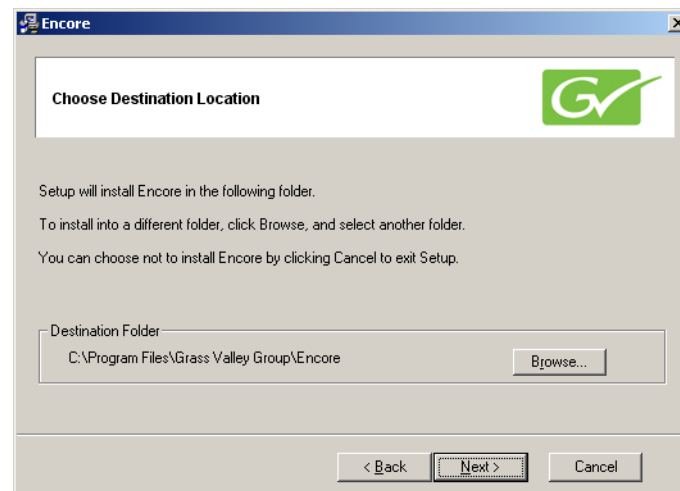 Encore
Choose Destination Location
GV
Setup will install Encore in the following folder.
To install into a different folder, click Browse, and select another folder.
You can choose not to install Encore by clicking Cancel to exit Setup.
Destination Folder
C:\Program Files\Grass Valley Group\Encore
Browse...
< Back
Next >
Cancel